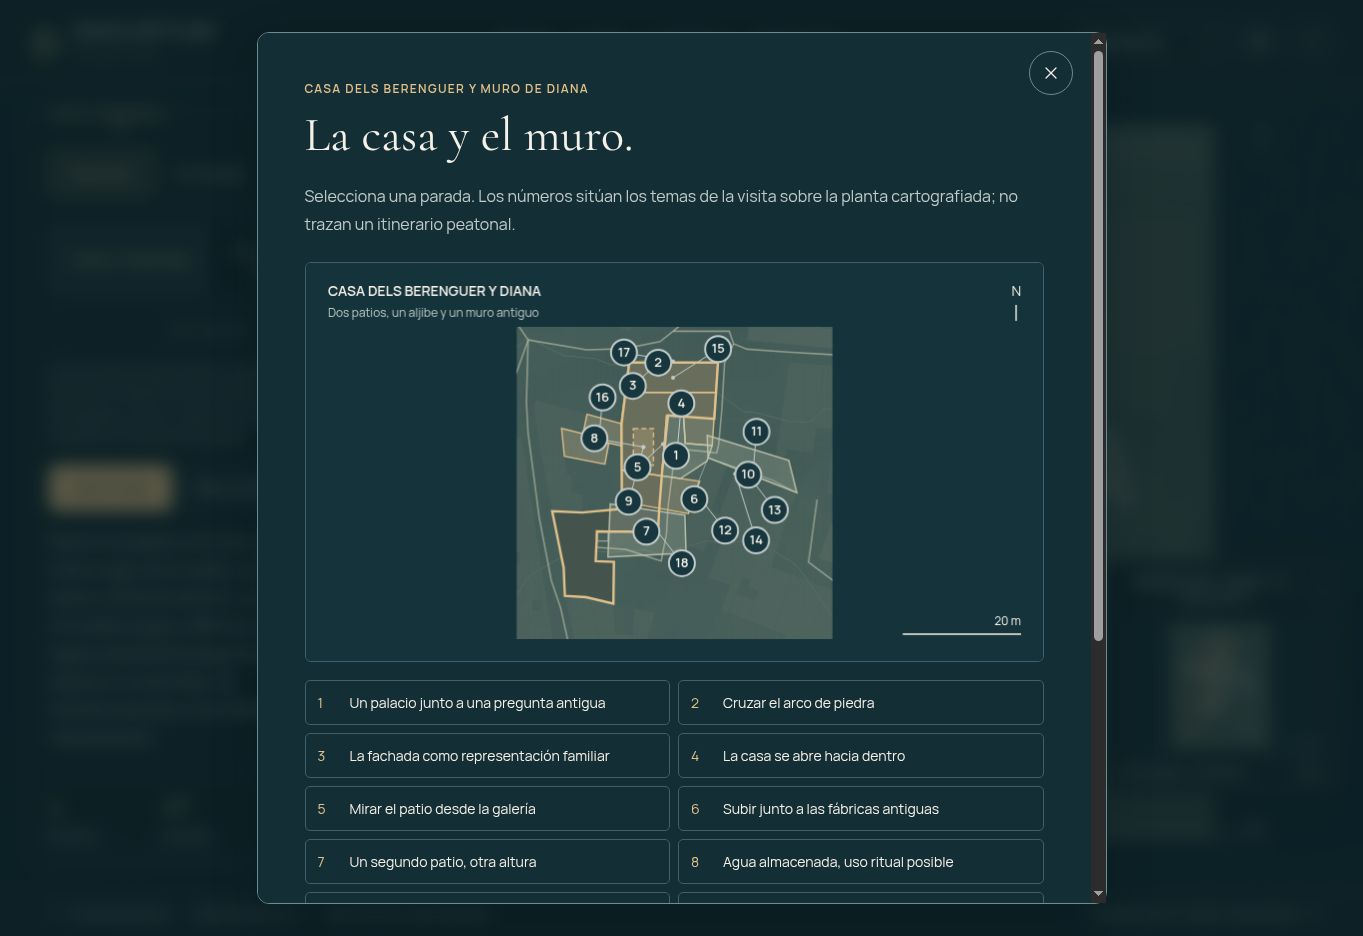 CASA DELS BERENGUER Y MURO DE DIANA
La casa y el muro.
Selecciona una parada. Los números sitúan los temas de la visita sobre la planta cartografiada; no
trazan un itinerario peatonal.
CASA DELS BERENGUER Y DIANA
N
Dos patios, un aljibe y un muro antiguo
17
2
15
3
16
4
11
8
1
5
10
9
6
13
7
12
14
18
20 m
1 Un palacio junto a una pregunta antigua
2 Cruzar el arco de piedra
3 La fachada como representación familiar
4 La casa se abre hacia dentro
5 Mirar el patio desde la galería
6 Subir junto a las fábricas antiguas
7 Un segundo patio, otra altura
8 Agua almacenada, uso ritual posible